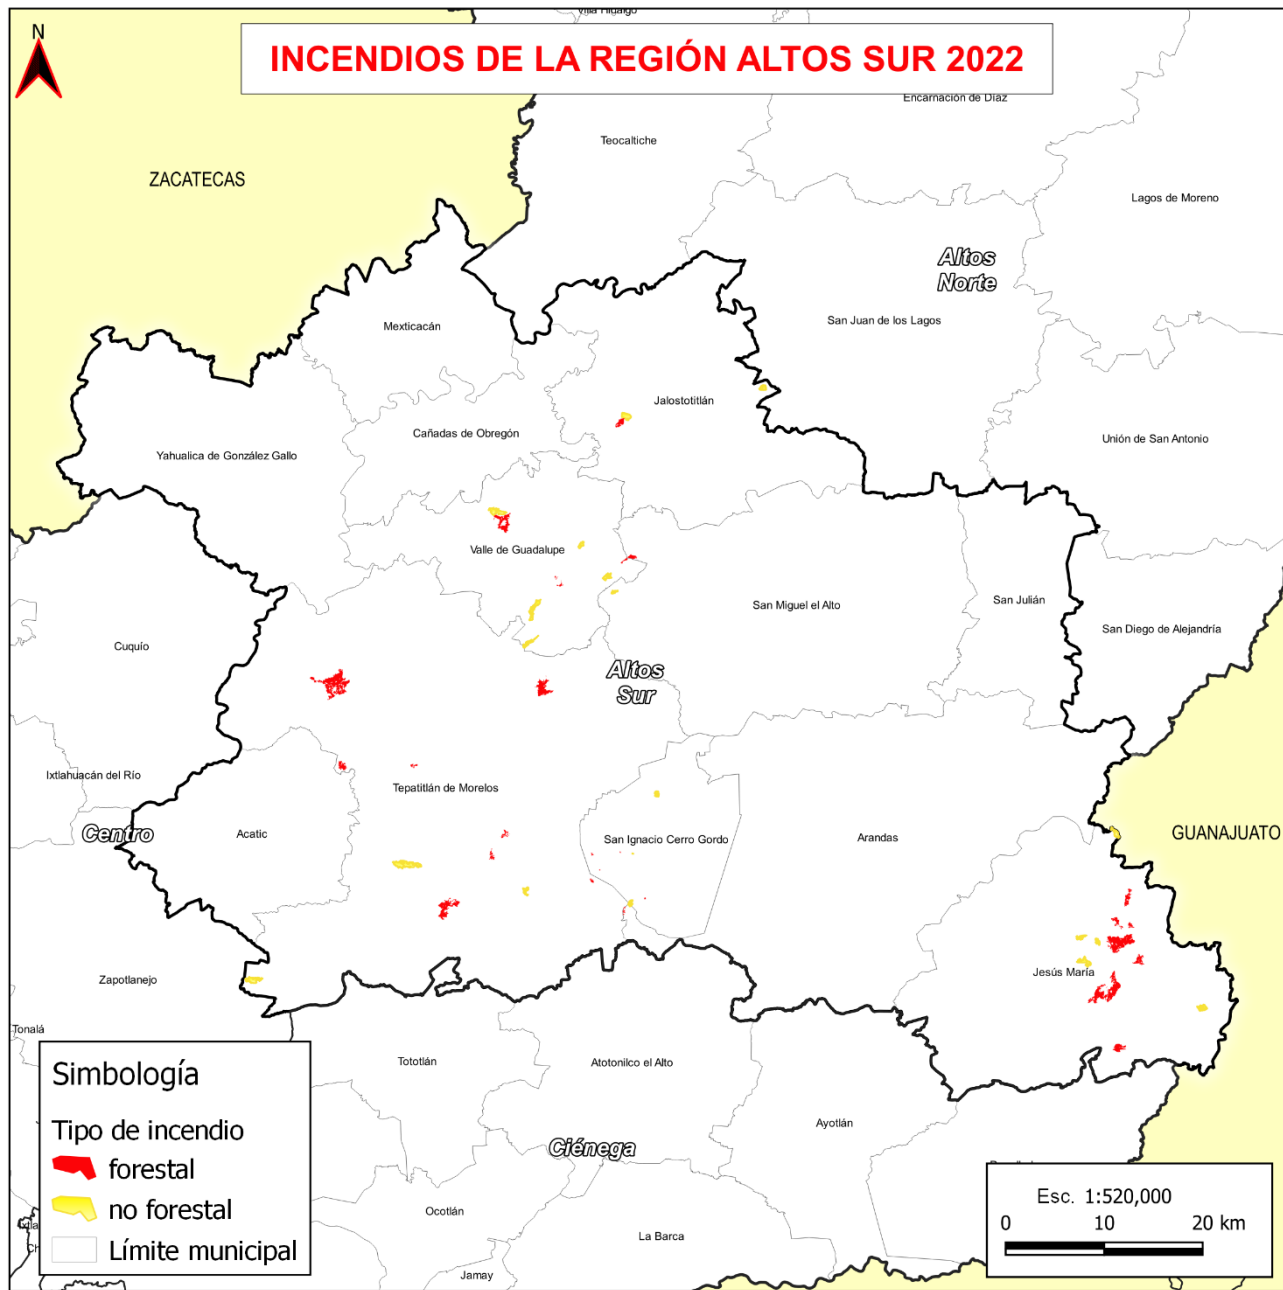 N
INCENDIOS DE LA REGIÓN ALTOS SUR 2022
Villa Hidalgo
Encarnación de Díaz
Teocaltiche
ZACATECAS
Lagos de Moreno
Altos
Norte
San Juan de los Lagos
Mexticacán
Jalostotitlán
Cañadas de Obregón
Unión de San Antonio
Yahualica de González Gallo
Valle de Guadalupe
San Miguel el Alto
San Julián
San Diego de Alejandría
Cuquío
Altos
Sur
Ixtlahuacán del Río
Tepatitlán de Morelos
Centro
Acatic
San Ignacio Cerro Gordo
Arandas
GUANAJUATO
Zapotlanejo
Jesús María
Tonalá
Tototlán
Atotonilco el Alto
Ayotlán
Ciénega
Ocotlán
La Barca
Jamay
Simbología
Tipo de incendio
forestal
no forestal
Límite municipal
Esc. 1:520,000
0 10 20 km